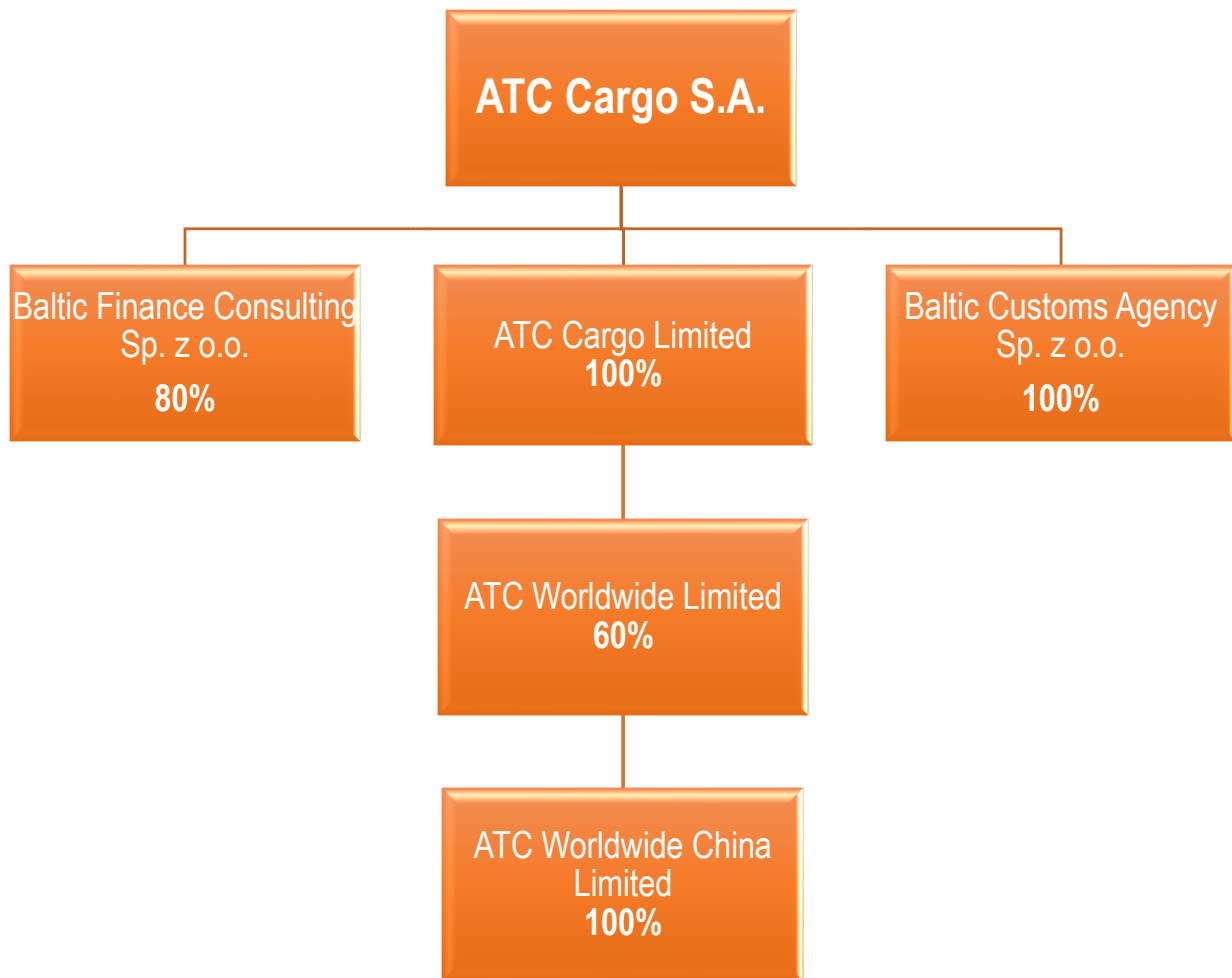 ATC Cargo S.A.
Baltic Finance Consulting
Sp. z o.o.
80%
ATC Cargo Limited
100%
Baltic Customs Agency
Sp. z o.o.
100%
ATC Worldwide Limited
60%
ATC Worldwide China
Limited
100%